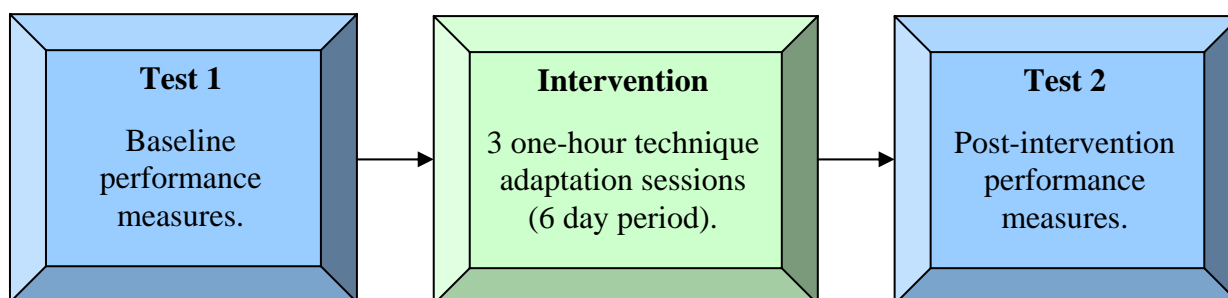 Test 1
Baseline
performance
measures.
Intervention
3 one-hour technique
adaptation sessions
(6 day period).
Test 2
Post-intervention
performance
measures.